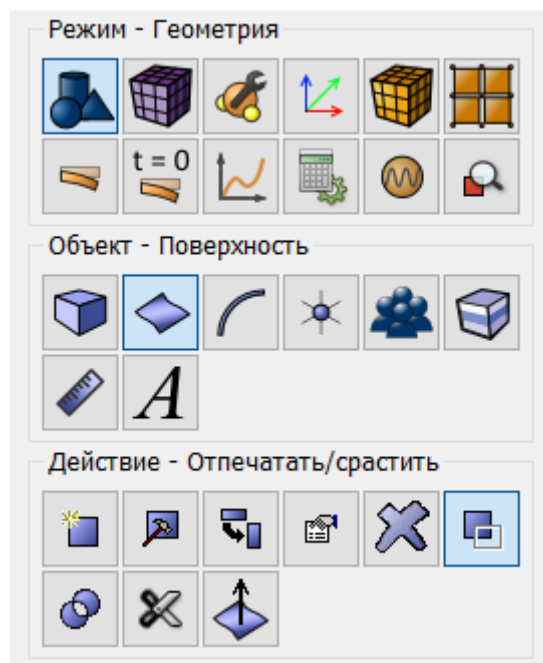 Режим - Геометрия
t = 0
Объект - Поверхность
A
Действие - Отпечатать/срастить